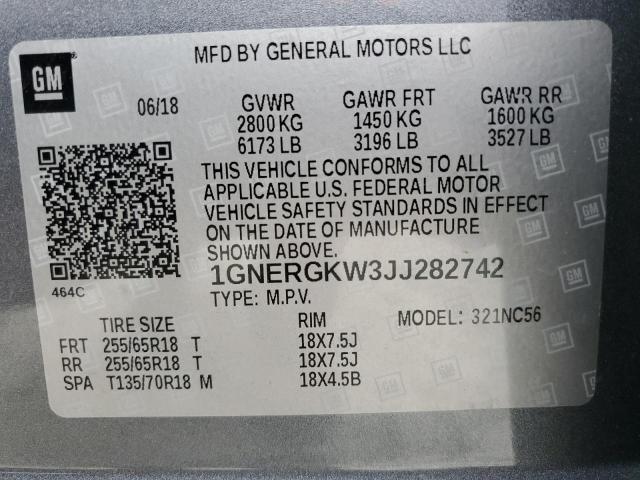 GM
MFD BY GENERAL MOTORS LLC
06/18 GVWR GAWR FRT GAWR RR
2800 KG 1450 KG 1600 KG
6173 LB 3196 LB 3527 LB
THIS VEHICLE CONFORMS TO ALL
APPLICABLE U.S. FEDERAL MOTOR
VEHICLE SAFETY STANDARDS IN EFFECT
ON THE DATE OF MANUFACTURE
SHOWN ABOVE.
464C 1GNERGKW3JJ282742
TYPE: M.P.V.
TIRE SIZE RIM MODEL: 321NC56
FRT 255/65R18 T 18X7.5J
RR 255/65R18 T 18X7.5J
SPA T135/70R18 M 18X4.5B